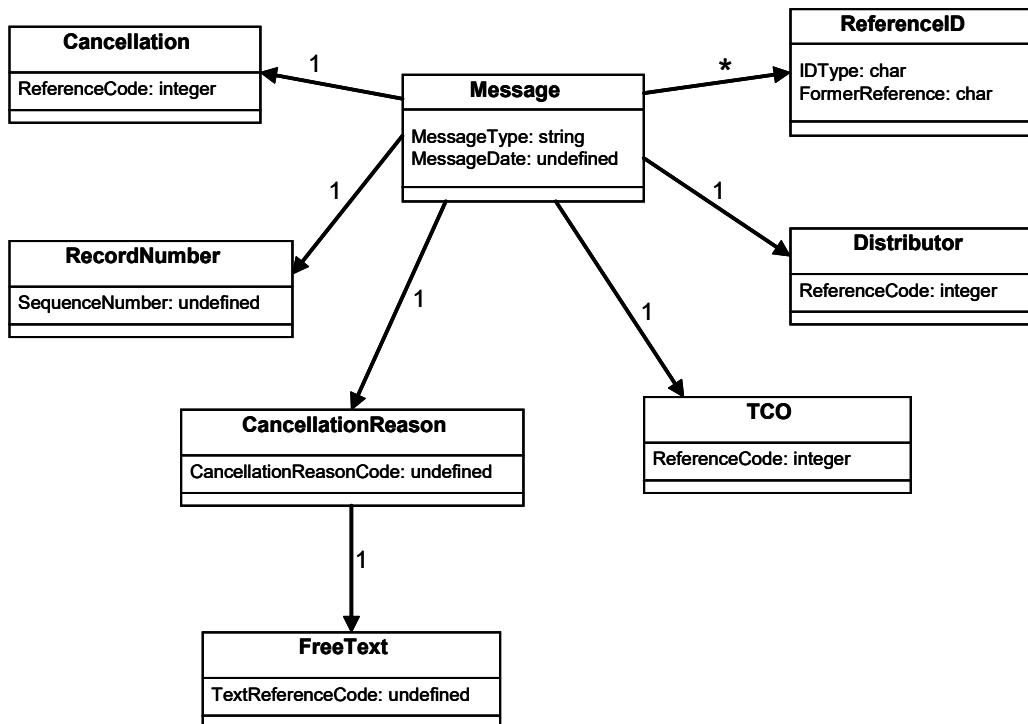 Cancellation
ReferenceCode: integer
1
Message
MessageType: string
MessageDate: undefined
*
ReferenceID
IDType: char
FormerReference: char
1
RecordNumber
SequenceNumber: undefined
1
Distributor
ReferenceCode: integer
1
1
CancellationReason
CancellationReasonCode: undefined
TCO
ReferenceCode: integer
1
FreeText
TextReferenceCode: undefined